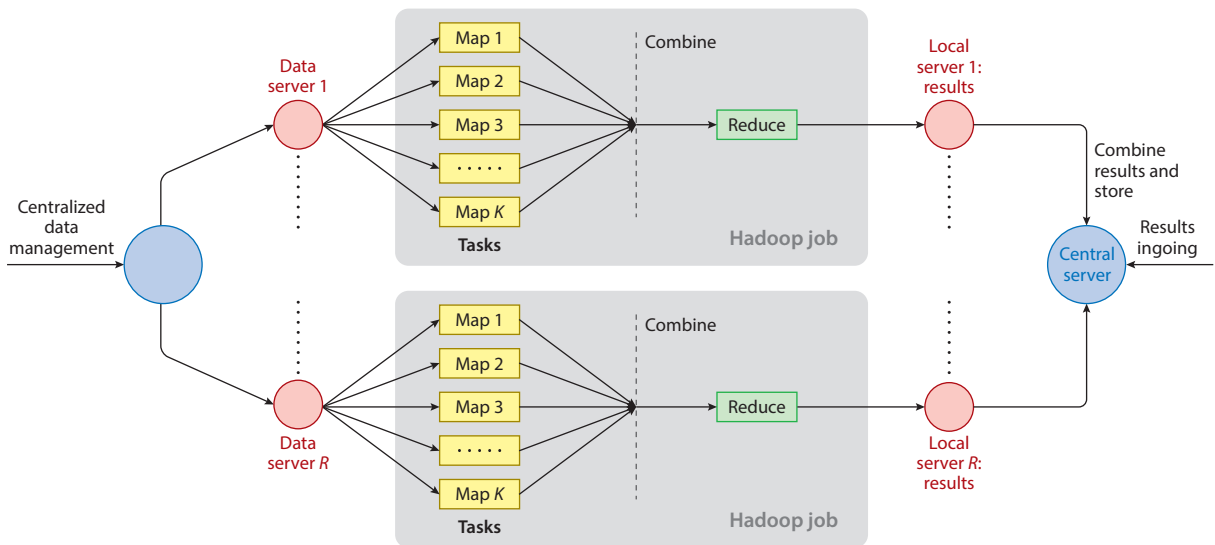 Centralized
data
management
Data
server 1
Map 1
Map 2
Map 3
.....
Map K
Tasks
Combine
Reduce
Hadoop job
Local
server 1:
results
Combine
results and
store
Central
server
Results
ingoing
Data
server R
Map 1
Map 2
Map 3
.....
Map K
Tasks
Combine
Reduce
Hadoop job
Local
server R:
results